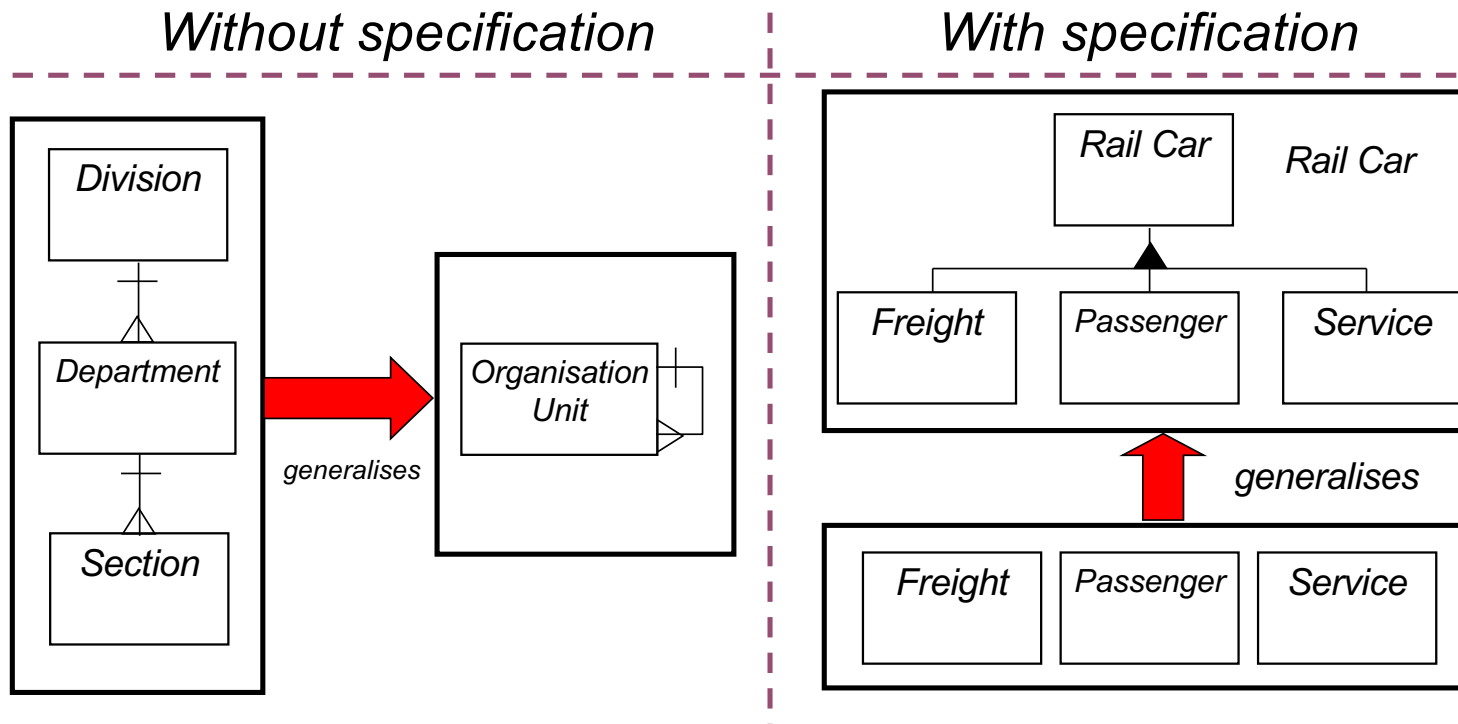 Without specification
With specification
Division
Department
Section
generalises
Organisation
Unit
Rail Car
Rail Car
Freight
Passenger
Service
generalises
Freight
Passenger
Service